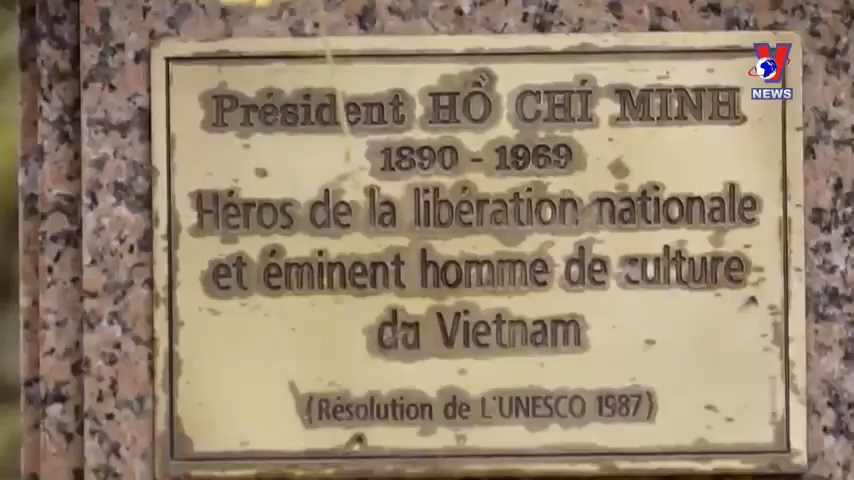 V
NEWS
Président HỒ CHÍ MINH
1890 - 1969
Héros de la libération nationale
et éminent homme de culture
du Vietnam
(Résolution de L'UNESCO 1987)